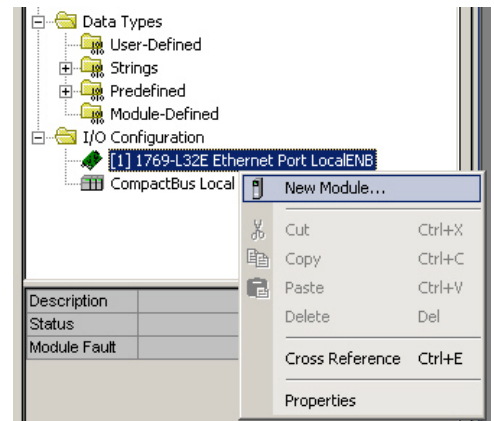 Data Types
User-Defined
Strings
Predefined
Module-Defined
I/O Configuration
[1] 1769-L32E Ethernet Port LocalENB
CompactBus Local
New Module...
Cut Ctrl+X
Copy Ctrl+C
Paste Ctrl+V
Delete Del
Cross Reference Ctrl+E
Properties
Description
Status
Module Fault